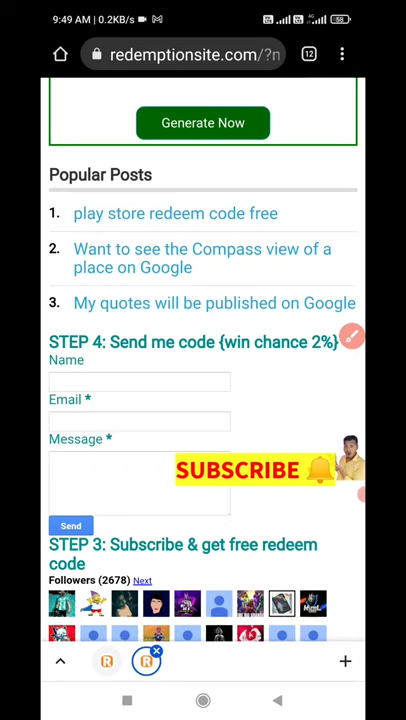 9:49 AM | 0.2KB/s
58
redemptionsite.com/?n
12
Generate Now
Popular Posts
1. play store redeem code free
2. Want to see the Compass view of a
place on Google
3. My quotes will be published on Google
STEP 4: Send me code {win chance 2%}
Name
Email *
Message *
SUBSCRIBE
Send
STEP 3: Subscribe & get free redeem
code
Followers (2678) Next